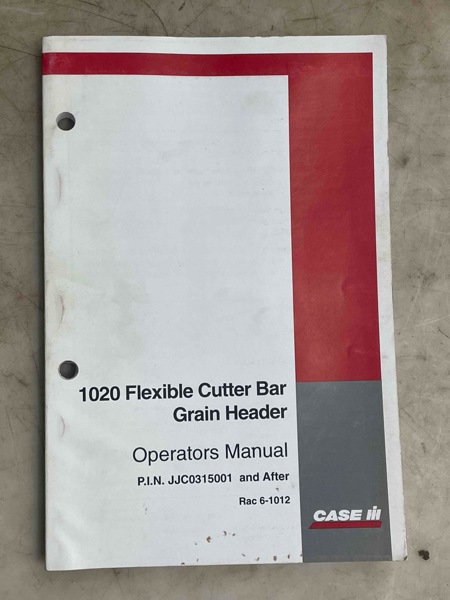 1020 Flexible Cutter Bar
Grain Header
Operators Manual
P.I.N. JJC0315001 and After
Rac 6-1012
CASE IH